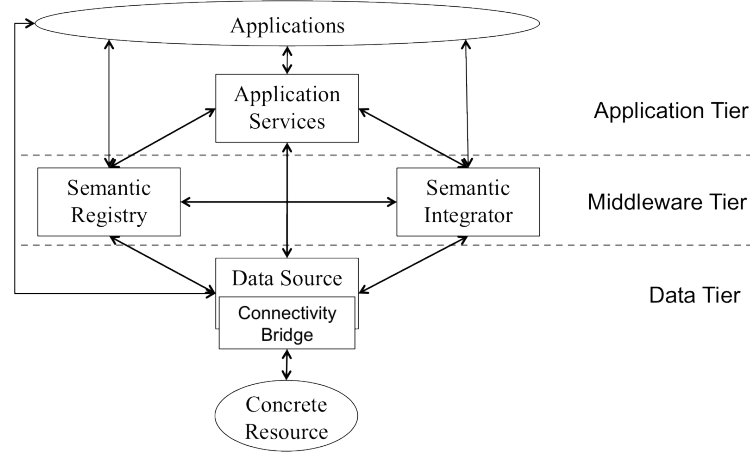 Applications
Application
Services
Application Tier
Semantic
Registry
Semantic
Integrator
Middleware Tier
Data Source
Connectivity
Bridge
Data Tier
Concrete
Resource